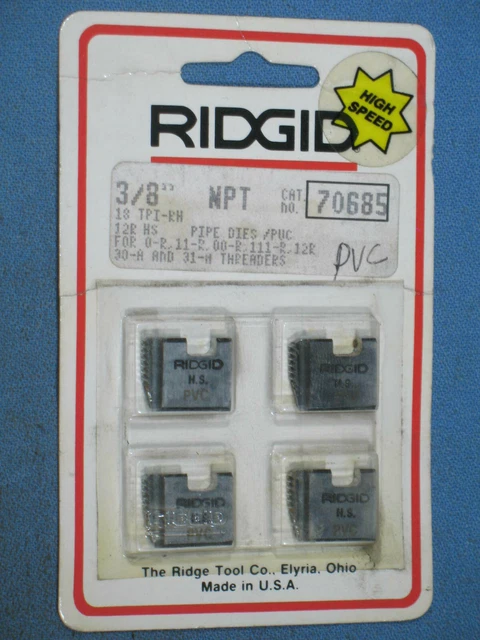 HIGH
SPEED
RIDGID®
3/8" NPT CAT. NO. 70685
18 TPI-RH
12R HS PIPE DIES/PVC
FOR O-R,11-R,OO-R,111-R,12R
30-A AND 31-M THREADERS
PVC
RIDGID
H.S.
PVC
RIDGID
H.S.
RIDGID
PVC
RIDGID
H.S.
PVC
The Ridge Tool Co., Elyria, Ohio
Made in U.S.A.